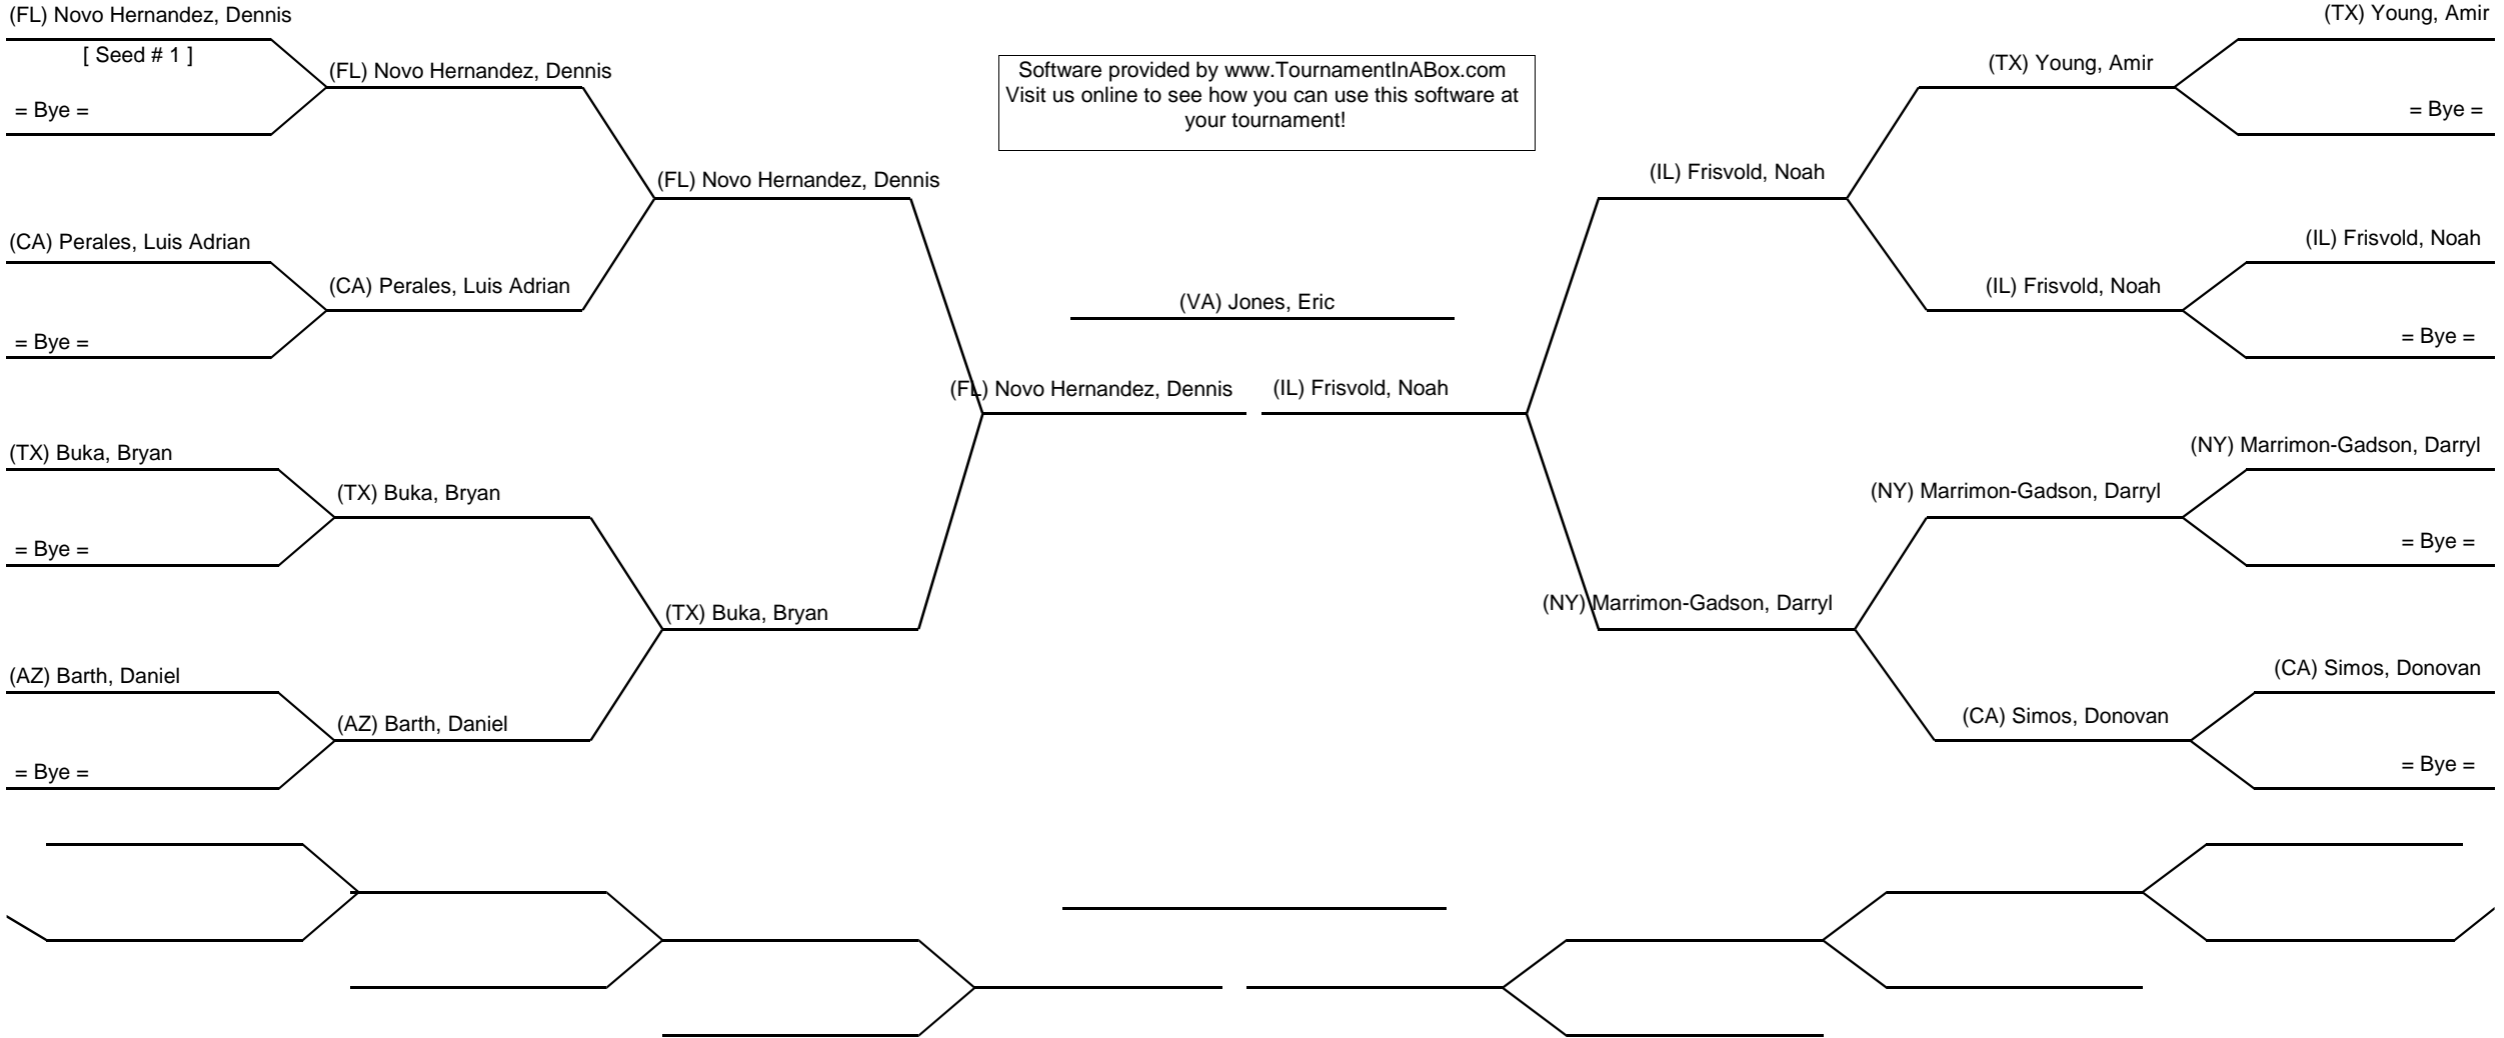 (FL) Novo Hernandez, Dennis
[ Seed # 1 ]
= Bye =
(FL) Novo Hernandez, Dennis
(FL) Novo Hernandez, Dennis
(CA) Perales, Luis Adrian
(CA) Perales, Luis Adrian
= Bye =
(TX) Buka, Bryan
(TX) Buka, Bryan
= Bye =
(TX) Buka, Bryan
(AZ) Barth, Daniel
(AZ) Barth, Daniel
= Bye =
Software provided by www.TournamentInABox.com
Visit us online to see how you can use this software at
your tournament!
(VA) Jones, Eric
(FL) Novo Hernandez, Dennis
(IL) Frisvold, Noah
(TX) Young, Amir
(TX) Young, Amir
= Bye =
(IL) Frisvold, Noah
(IL) Frisvold, Noah
(IL) Frisvold, Noah
= Bye =
(NY) Marrimon-Gadson, Darryl
(NY) Marrimon-Gadson, Darryl
= Bye =
(NY) Marrimon-Gadson, Darryl
(CA) Simos, Donovan
(CA) Simos, Donovan
= Bye =